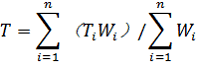 T = ∑_{i=1}^{n} （T_i W_i）/ ∑_{i=1}^{n} W_i